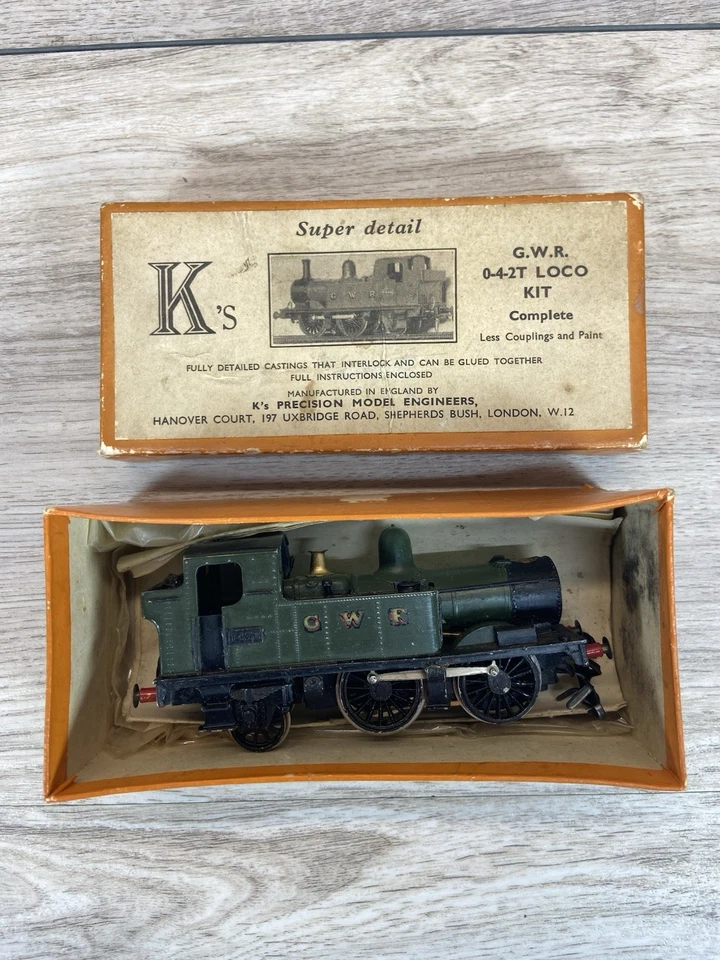 Super detail
K's
G.W.R
G.W.R.
0-4-2T LOCO
KIT
Complete
Less Couplings and Paint
FULLY DETAILED CASTINGS THAT INTERLOCK AND CAN BE GLUED TOGETHER
FULL INSTRUCTIONS ENCLOSED
MANUFACTURED IN ENGLAND BY
K's PRECISION MODEL ENGINEERS,
HANOVER COURT, 197 UXBRIDGE ROAD, SHEPHERDS BUSH, LONDON, W.12
G W R